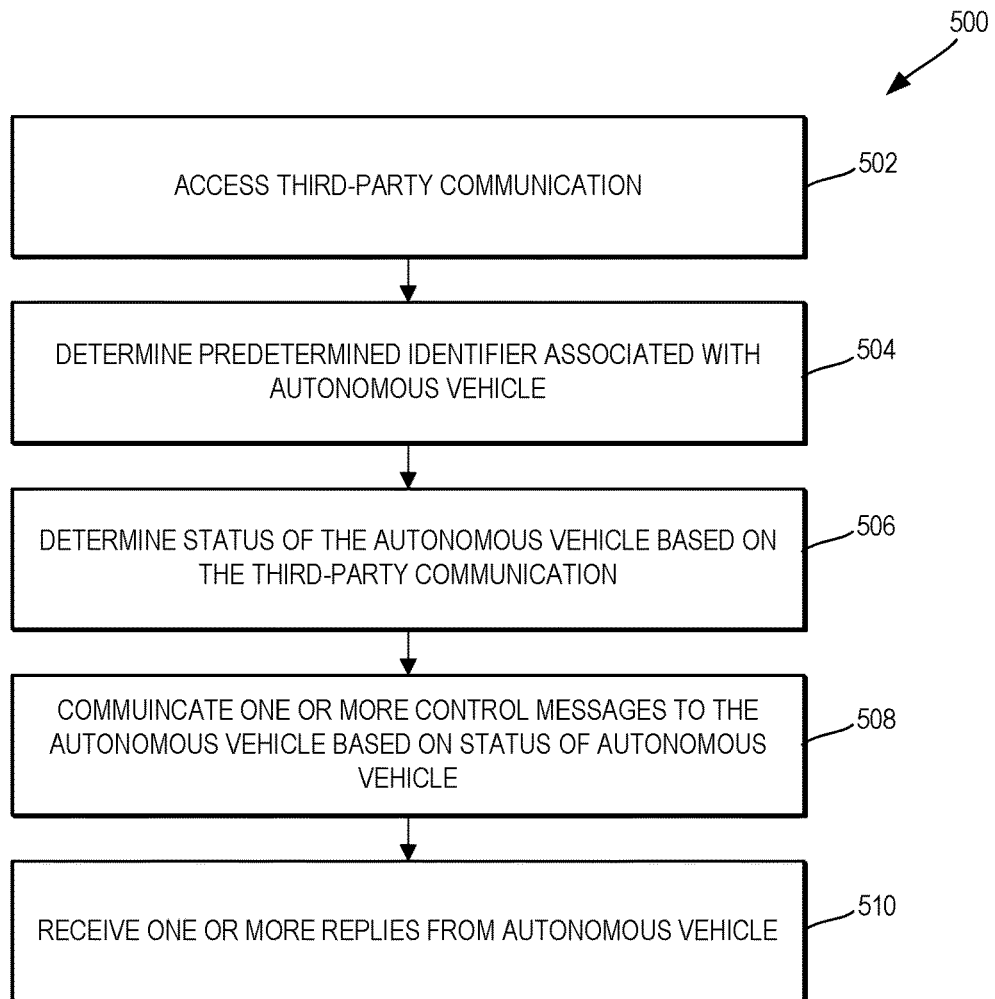 500
ACCESS THIRD-PARTY COMMUNICATION
502
DETERMINE PREDETERMINED IDENTIFIER ASSOCIATED WITH
AUTONOMOUS VEHICLE
504
DETERMINE STATUS OF THE AUTONOMOUS VEHICLE BASED ON
THE THIRD-PARTY COMMUNICATION
506
COMMUINCATE ONE OR MORE CONTROL MESSAGES TO THE
AUTONOMOUS VEHICLE BASED ON STATUS OF AUTONOMOUS
VEHICLE
508
RECEIVE ONE OR MORE REPLIES FROM AUTONOMOUS VEHICLE
510